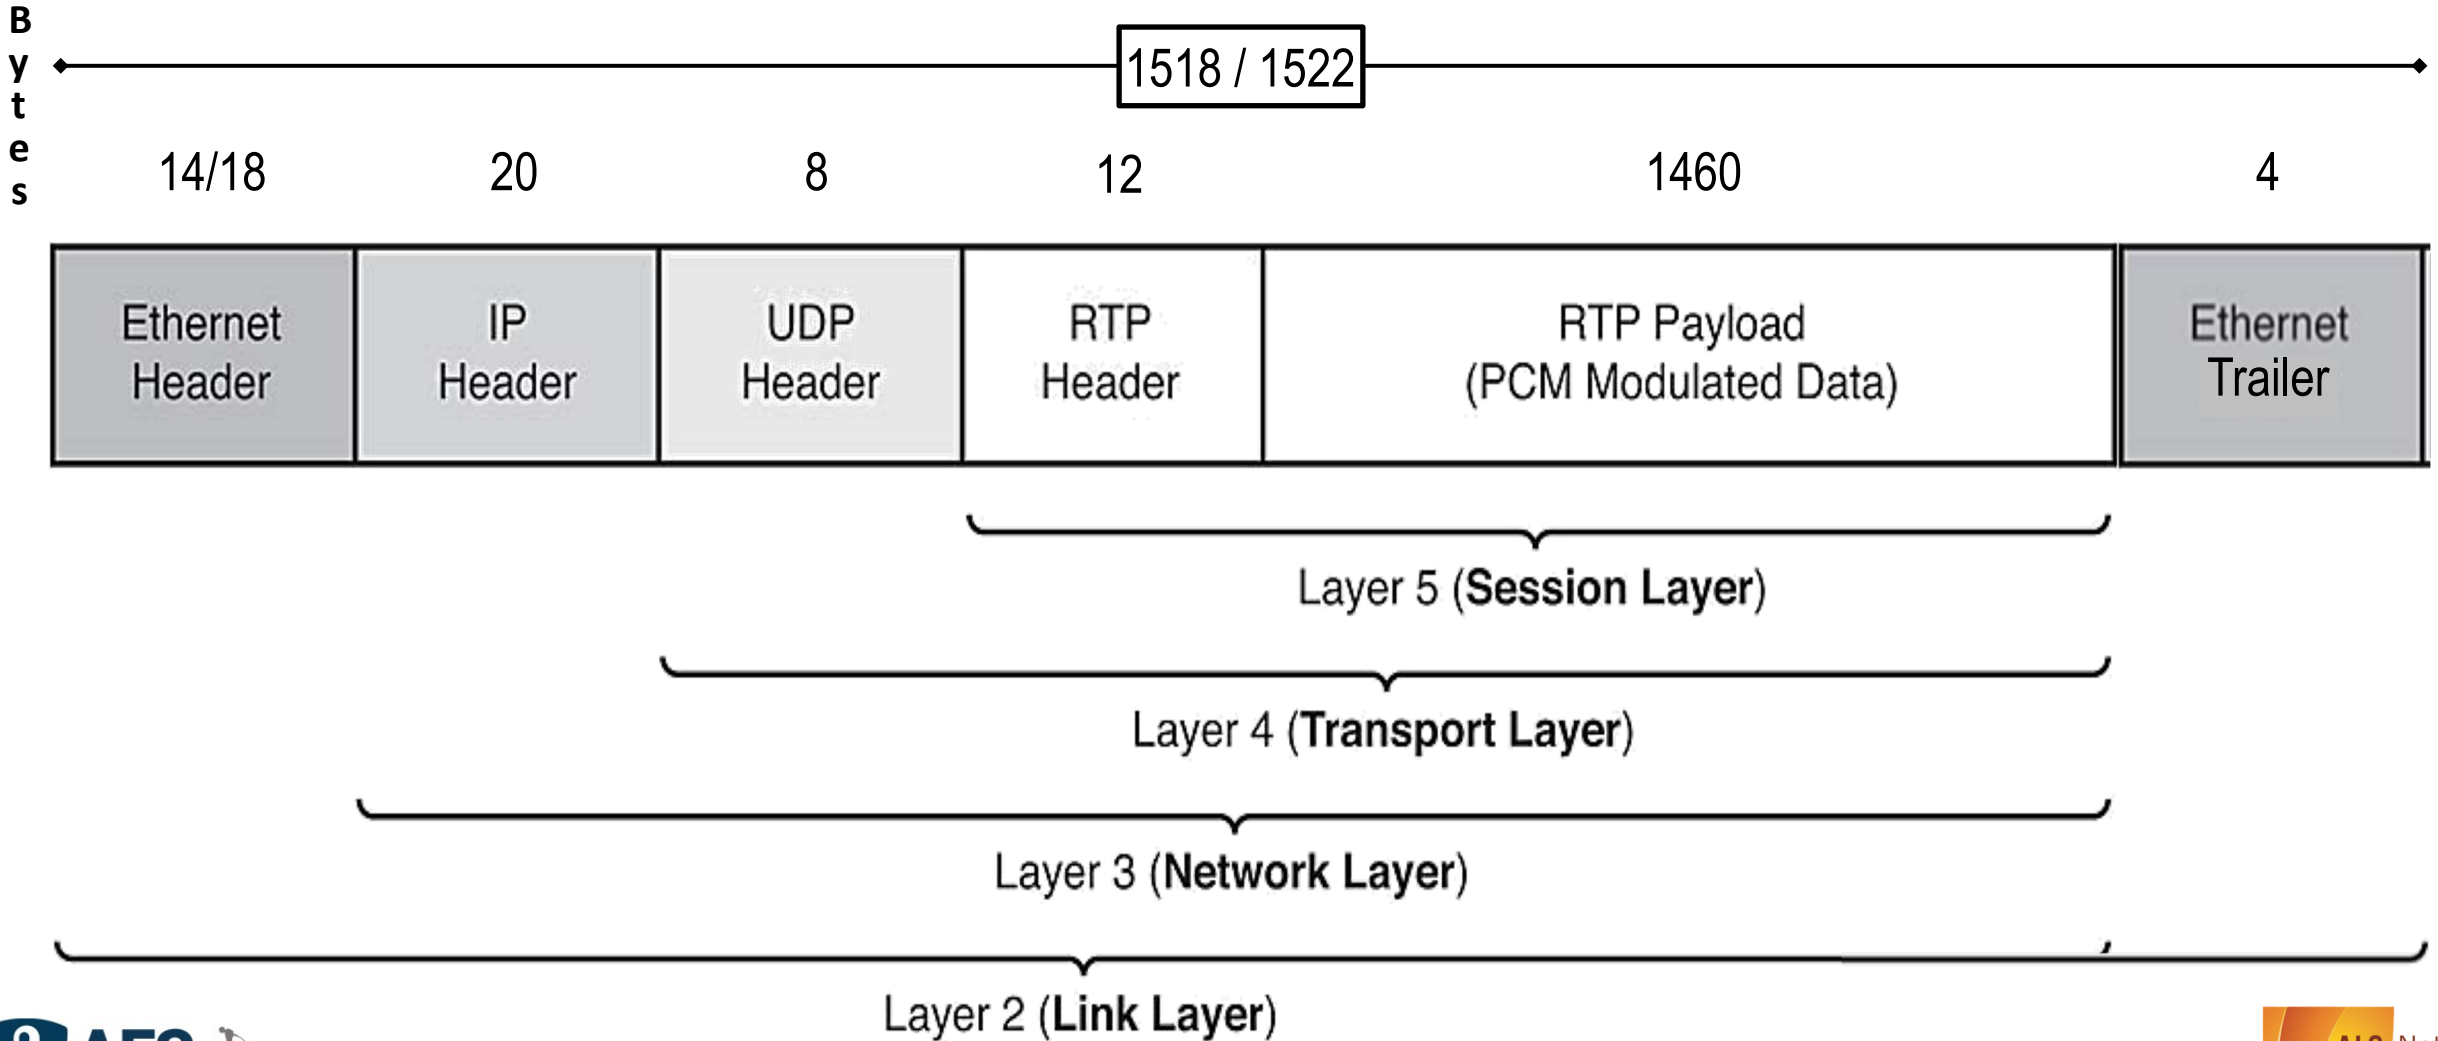 Bytes
1518 / 1522
14/18 20 8 12 1460 4
Ethernet Header
IP Header
UDP Header
RTP Header
RTP Payload
(PCM Modulated Data)
Ethernet Trailer
Layer 5 (Session Layer)
Layer 4 (Transport Layer)
Layer 3 (Network Layer)
Layer 2 (Link Layer)
AES